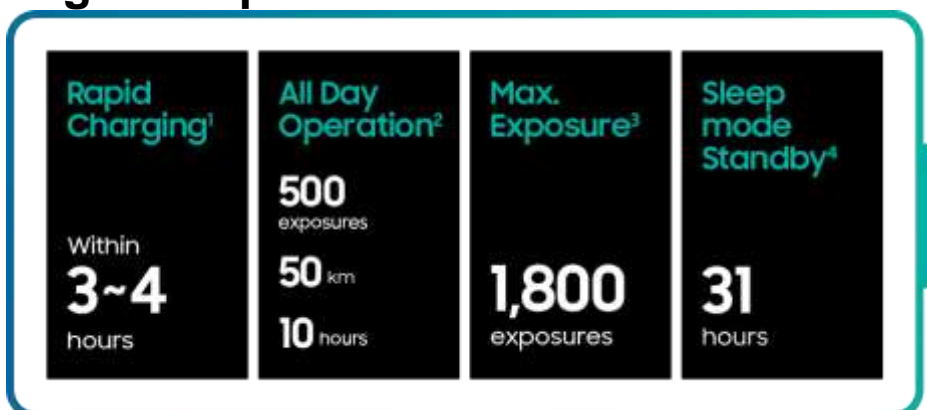 Rapid
Charging¹
Within
3~4
hours
All Day
Operation²
500
exposures
50 km
10 hours
Max.
Exposure³
1,800
exposures
Sleep
mode
Standby⁴
31
hours